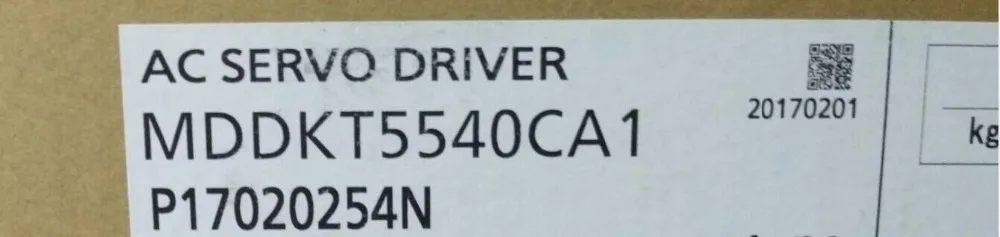 AC SERVO DRIVER
20170201
MDDKT5540CA1
kg
P17020254N